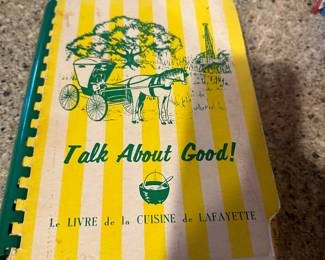 Talk About Good!
Le LIVRE de la CUISINE de LAFAYETTE